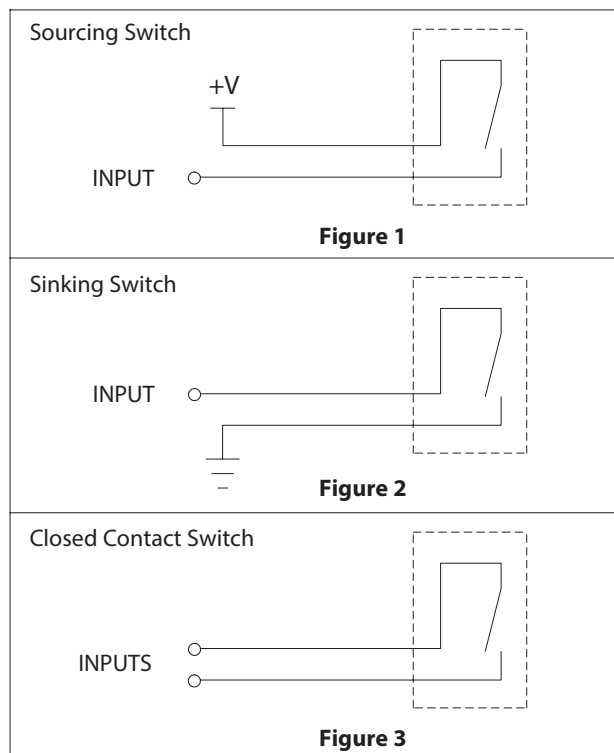 Sourcing Switch
+V
INPUT
Figure 1
Sinking Switch
INPUT
Figure 2
Closed Contact Switch
INPUTS
Figure 3